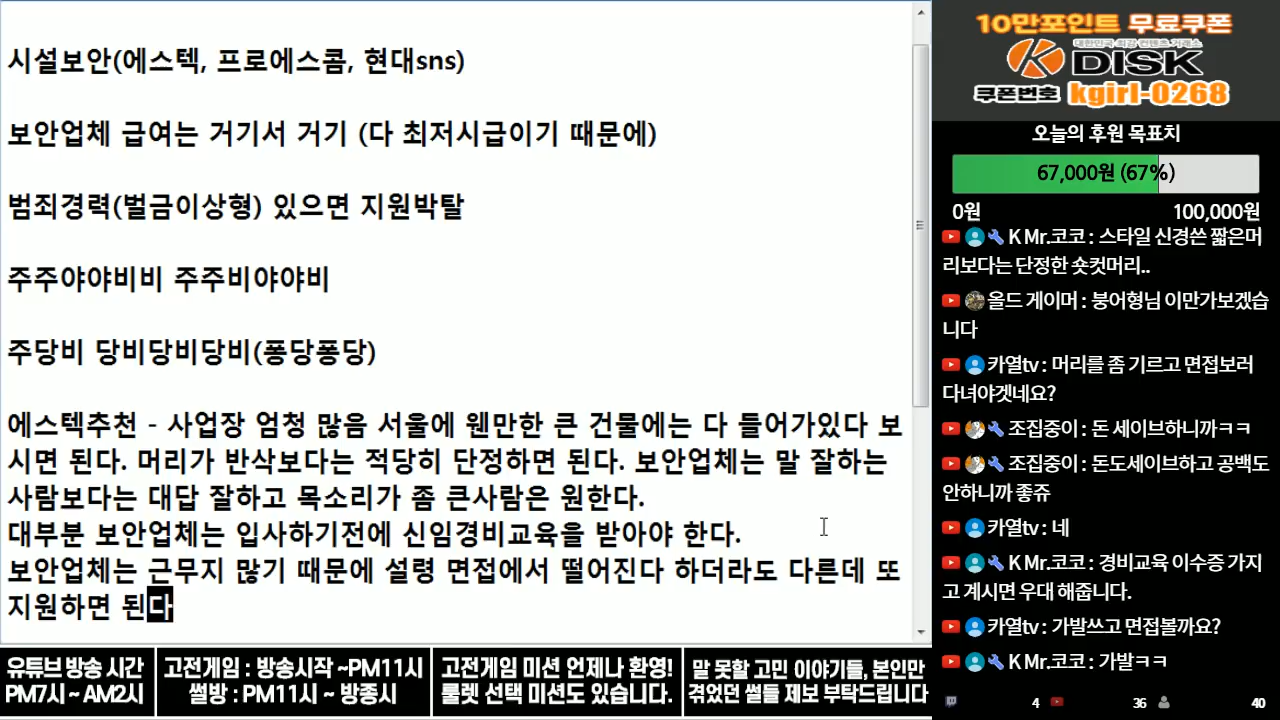 시설보안(에스텍, 프로에스콤, 현대sns)
보안업체 급여는 거기서 거기 (다 최저시급이기 때문에)
범죄경력(벌금이상형) 있으면 지원박탈
주주야야비비 주주비야야비
주당비 당비당비당비(퐁당퐁당)
에스텍추천 - 사업장 엄청 많음 서울에 웬만한 큰 건물에는 다 들어가있다 보
시면 된다. 머리가 반삭보다는 적당히 단정하면 된다. 보안업체는 말 잘하는
사람보다는 대답 잘하고 목소리가 좀 큰사람은 원한다.
대부분 보안업체는 입사하기전에 신임경비교육을 받아야 한다.
보안업체는 근무지 많기 때문에 설령 면접에서 떨어진다 하더라도 다른데 또
지원하면 된다
10만포인트 무료쿠폰
대한민국 최강 컨텐츠 거래소
K DISK
쿠폰번호 kgirl-0268
오늘의 후원 목표치
67,000원 (67%)
0원 100,000원
K Mr.코코 : 스타일 신경쓴 짧은머
리보다는 단정한 숏컷머리..
올드 게이머 : 붕어형님 이만가보겠습
니다
카열tv : 머리를 좀 기르고 면접보러
다녀야겟네요?
조집중이 : 돈 세이브하니까ㅋㅋ
조집중이 : 돈도세이브하고 공백도
안하니까 좋쥬
카열tv : 네
K Mr.코코 : 경비교육 이수증 가지
고 계시면 우대 해줍니다.
카열tv : 가발쓰고 면접볼까요?
K Mr.코코 : 가발ㅋㅋ
4 36 40
유튜브 방송 시간
PM7시 ~ AM2시
고전게임 : 방송시작 ~PM11시
썰방 : PM11시 ~ 방종시
고전게임 미션 언제나 환영!
룰렛 선택 미션도 있습니다.
말 못할 고민 이야기들, 본인만
겪었던 썰들 제보 부탁드립니다